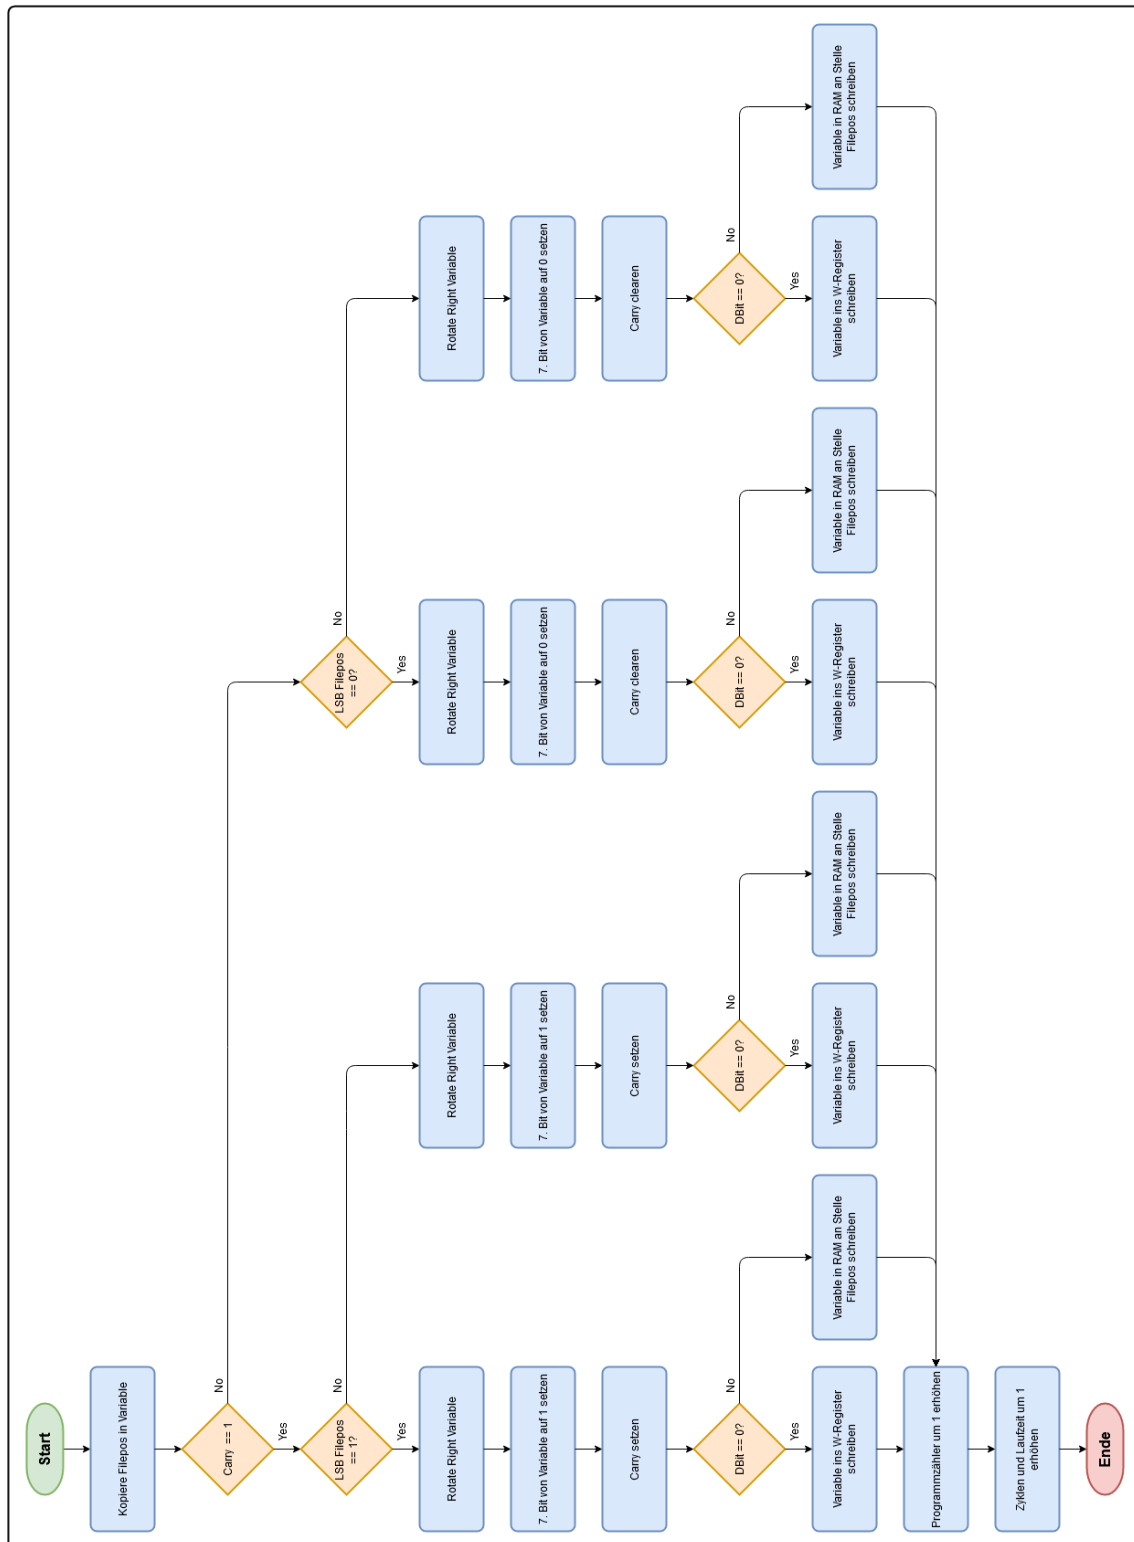 Start
Kopiere Filepos in Variable
Carry == 1
No
Yes
LSB Filepos
== 1?
No
Yes
LSB Filepos
== 0?
No
Yes
Rotate Right Variable
7. Bit von Variable auf 1 setzen
Carry setzen
DBit == 0?
No
Yes
Variable ins W-Register
schreiben
Variable in RAM an Stelle
Filepos schreiben
Rotate Right Variable
7. Bit von Variable auf 1 setzen
Carry setzen
DBit == 0?
No
Yes
Variable ins W-Register
schreiben
Variable in RAM an Stelle
Filepos schreiben
Rotate Right Variable
7. Bit von Variable auf 0 setzen
Carry clearen
DBit == 0?
No
Yes
Variable ins W-Register
schreiben
Variable in RAM an Stelle
Filepos schreiben
Rotate Right Variable
7. Bit von Variable auf 0 setzen
Carry clearen
DBit == 0?
No
Yes
Variable ins W-Register
schreiben
Variable in RAM an Stelle
Filepos schreiben
Programmzähler um 1 erhöhen
Zyklen und Laufzeit um 1
erhöhen
Ende